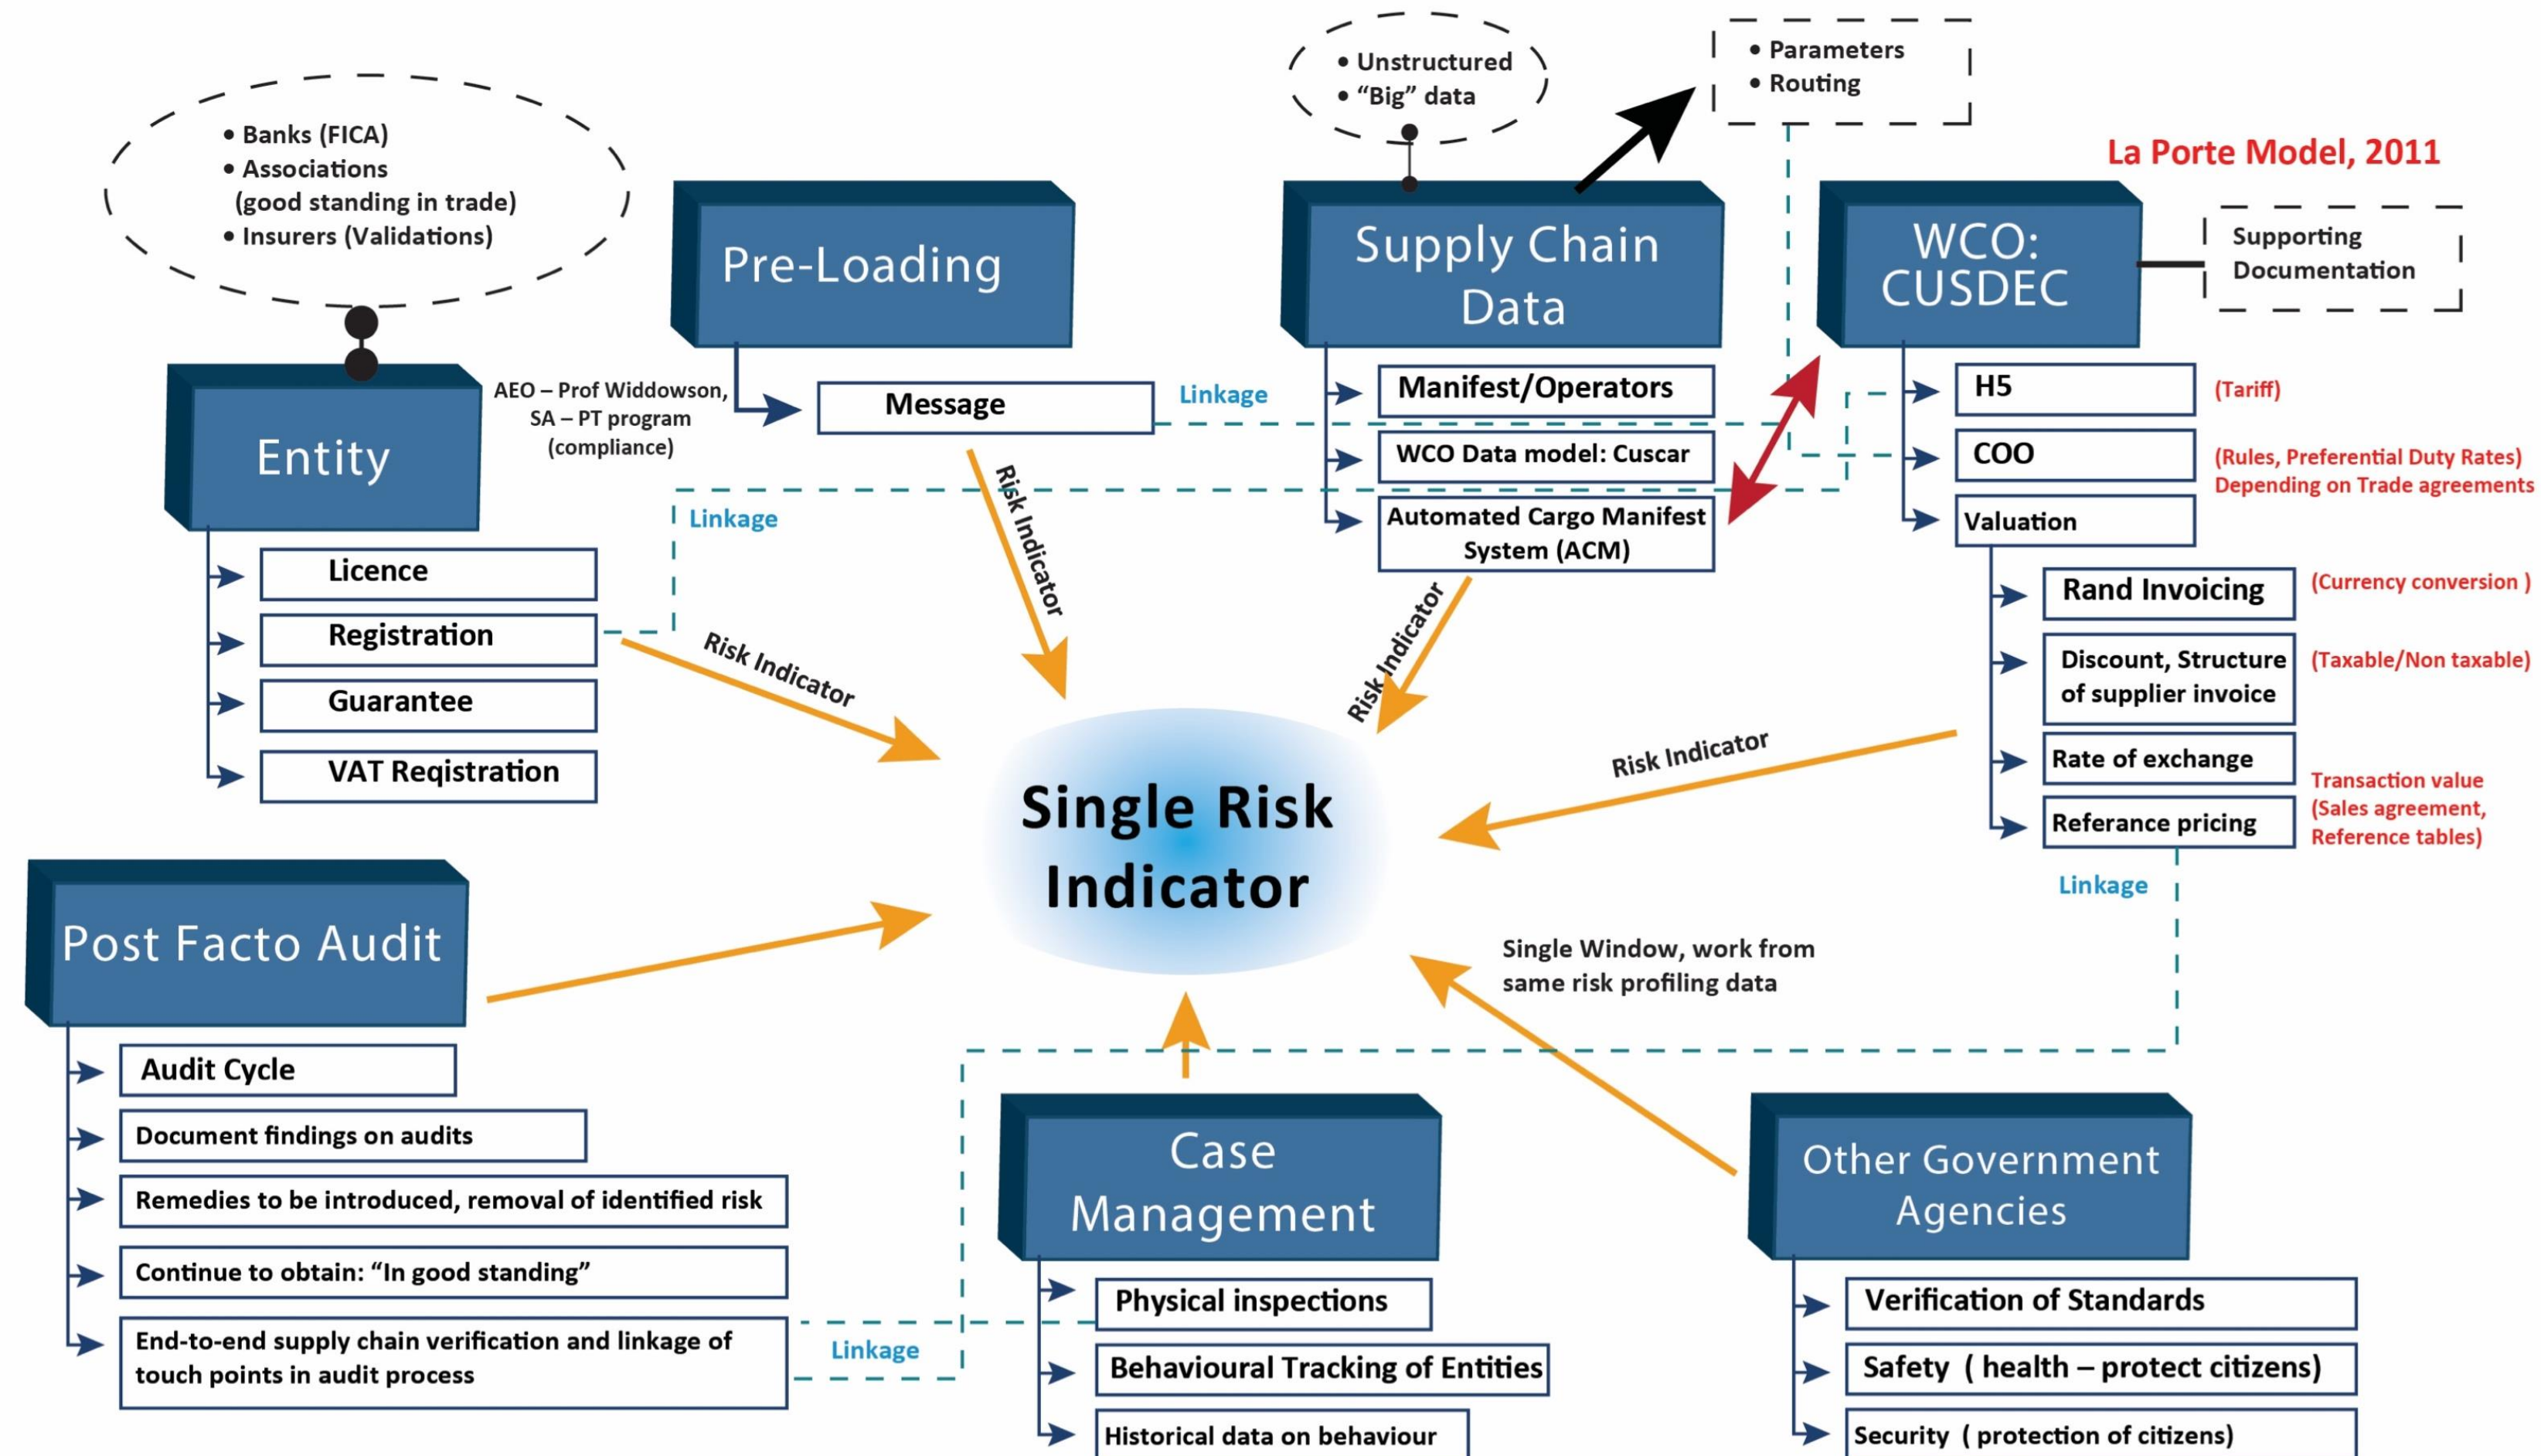 • Unstructured
• “Big” data
• Parameters
• Routing
La Porte Model, 2011
• Banks (FICA)
• Associations
(good standing in trade)
• Insurers (Validations)
Pre-Loading
Message
Linkage
Supply Chain
Data
Manifest/Operators
WCO Data model: Cuscar
Automated Cargo Manifest
System (ACM)
WCO:
CUSDEC
Supporting
Documentation
H5
(Tariff)
COO
(Rules, Preferential Duty Rates)
Depending on Trade agreements
Valuation
Rand Invoicing
(Currency conversion )
Discount, Structure
of supplier invoice
(Taxable/Non taxable)
Rate of exchange
Referance pricing
Transaction value
(Sales agreement,
Reference tables)
Linkage
Entity
AEO – Prof Widdowson,
SA – PT program
(compliance)
Linkage
Licence
Registration
Guarantee
VAT Reqistration
Risk Indicator
Risk Indicator
Risk Indicator
Risk Indicator
Single Risk
Indicator
Post Facto Audit
Audit Cycle
Document findings on audits
Remedies to be introduced, removal of identified risk
Continue to obtain: “In good standing”
End-to-end supply chain verification and linkage of
touch points in audit process
Linkage
Single Window, work from
same risk profiling data
Case
Management
Physical inspections
Behavioural Tracking of Entities
Historical data on behaviour
Other Government
Agencies
Verification of Standards
Safety ( health – protect citizens)
Security ( protection of citizens)